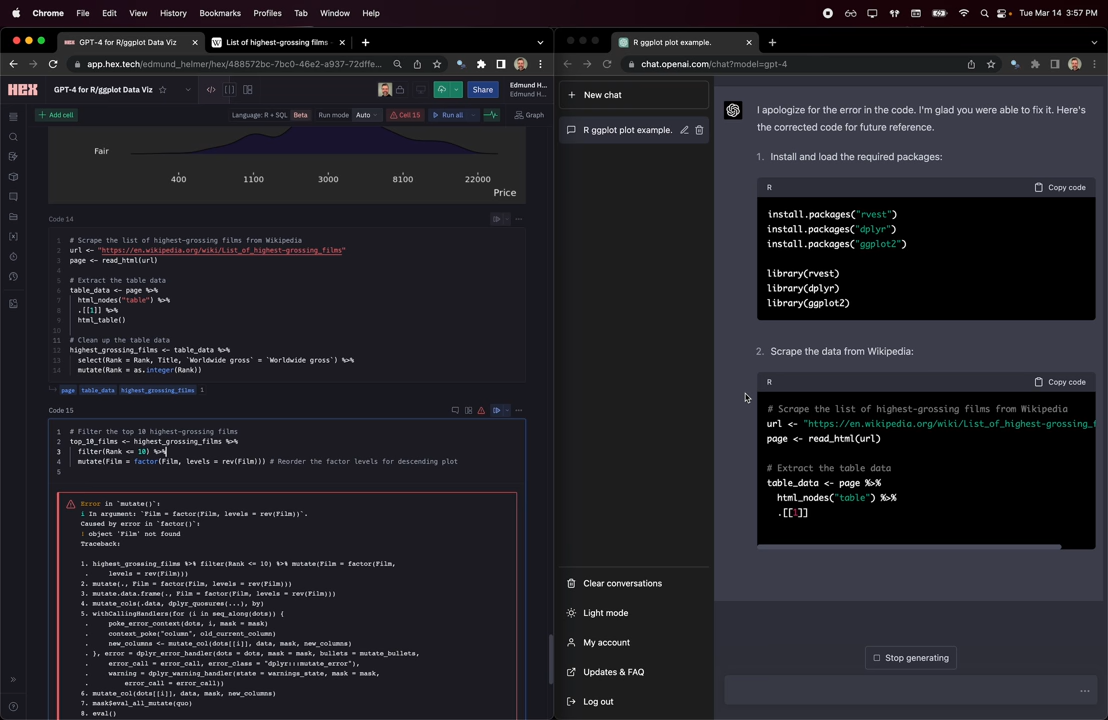 Chrome File Edit View History Bookmarks Profiles Tab Window Help Tue Mar 14 3:57 PM
GPT-4 for R/ggplot Data Viz
List of highest-grossing films -
app.hex.tech/edmund_helmer/hex/488572bc-7bc0-46e2-a937-72dffe...
HEX GPT-4 for R/ggplot Data Viz
Share
Edmund H...
Edmund H...
+ Add cell Language: R + SQL Beta Run mode Auto Cell 15 Run all Graph
Fair
400 1100 3000 8100 22000
Price
Code 14
1 # Scrape the list of highest-grossing films from Wikipedia
2 url <- "https://en.wikipedia.org/wiki/List_of_highest-grossing_films"
3 page <- read_html(url)
4
5 # Extract the table data
6 table_data <- page %>%
7 html_nodes("table") %>%
8 .[[1]] %>%
9 html_table()
10
11 # Clean up the table data
12 highest_grossing_films <- table_data %>%
13 select(Rank = Rank, Title, `Worldwide gross` = `Worldwide gross`) %>%
14 mutate(Rank = as.integer(Rank))
page table_data highest_grossing_files 1
Code 15
1 # Filter the top 10 highest-grossing films
2 top_10_films <- highest_grossing_films %>%
3 filter(Rank <= 10) %>%
4 mutate(Film = factor(Film, levels = rev(Film))) # Reorder the factor levels for descending plot
5
Error in `mutate()`:
i In argument: `Film = factor(Film, levels = rev(Film))`.
Caused by error in `factor()`:
! object 'Film' not found
Traceback:
1. highest_grossing_films %>% filter(Rank <= 10) %>% mutate(Film = factor(Film,
. levels = rev(Film)))
2. mutate(., Film = factor(Film, levels = rev(Film)))
3. mutate.data.frame(., Film = factor(Film, levels = rev(Film)))
4. mutate_cols(.data, dplyr_quosures(...), by)
5. withCallingHandlers(for (i in seq_along(dots)) {
. poke_error_context(dots, i, mask = mask)
. context_poke("column", old_current_column)
. new_columns <- mutate_col(dots[[i]], data, mask, new_columns)
. }, error = dplyr_error_handler(dots = dots, mask = mask, bullets = mutate_bullets,
. error_call = error_call, error_class = "dplyr:::mutate_error"),
. warning = dplyr_warning_handler(state = warnings_state, mask = mask,
. error_call = error_call))
6. mutate_col(dots[[i]], data, mask, new_columns)
7. mask$eval_all_mutate(quo)
8. eval()
R ggplot plot example.
chat.openai.com/chat?model=gpt-4
+ New chat
R ggplot plot example.
Clear conversations
Light mode
My account
Updates & FAQ
Log out
I apologize for the error in the code. I'm glad you were able to fix it. Here's
the corrected code for future reference.
1. Install and load the required packages:
R Copy code
install.packages("rvest")
install.packages("dplyr")
install.packages("ggplot2")
library(rvest)
library(dplyr)
library(ggplot2)
2. Scrape the data from Wikipedia:
R Copy code
# Scrape the list of highest-grossing films from Wikipedia
url <- "https://en.wikipedia.org/wiki/List_of_highest-grossing_f
page <- read_html(url)
# Extract the table data
table_data <- page %>%
html_nodes("table") %>%
.[[1]]
Stop generating